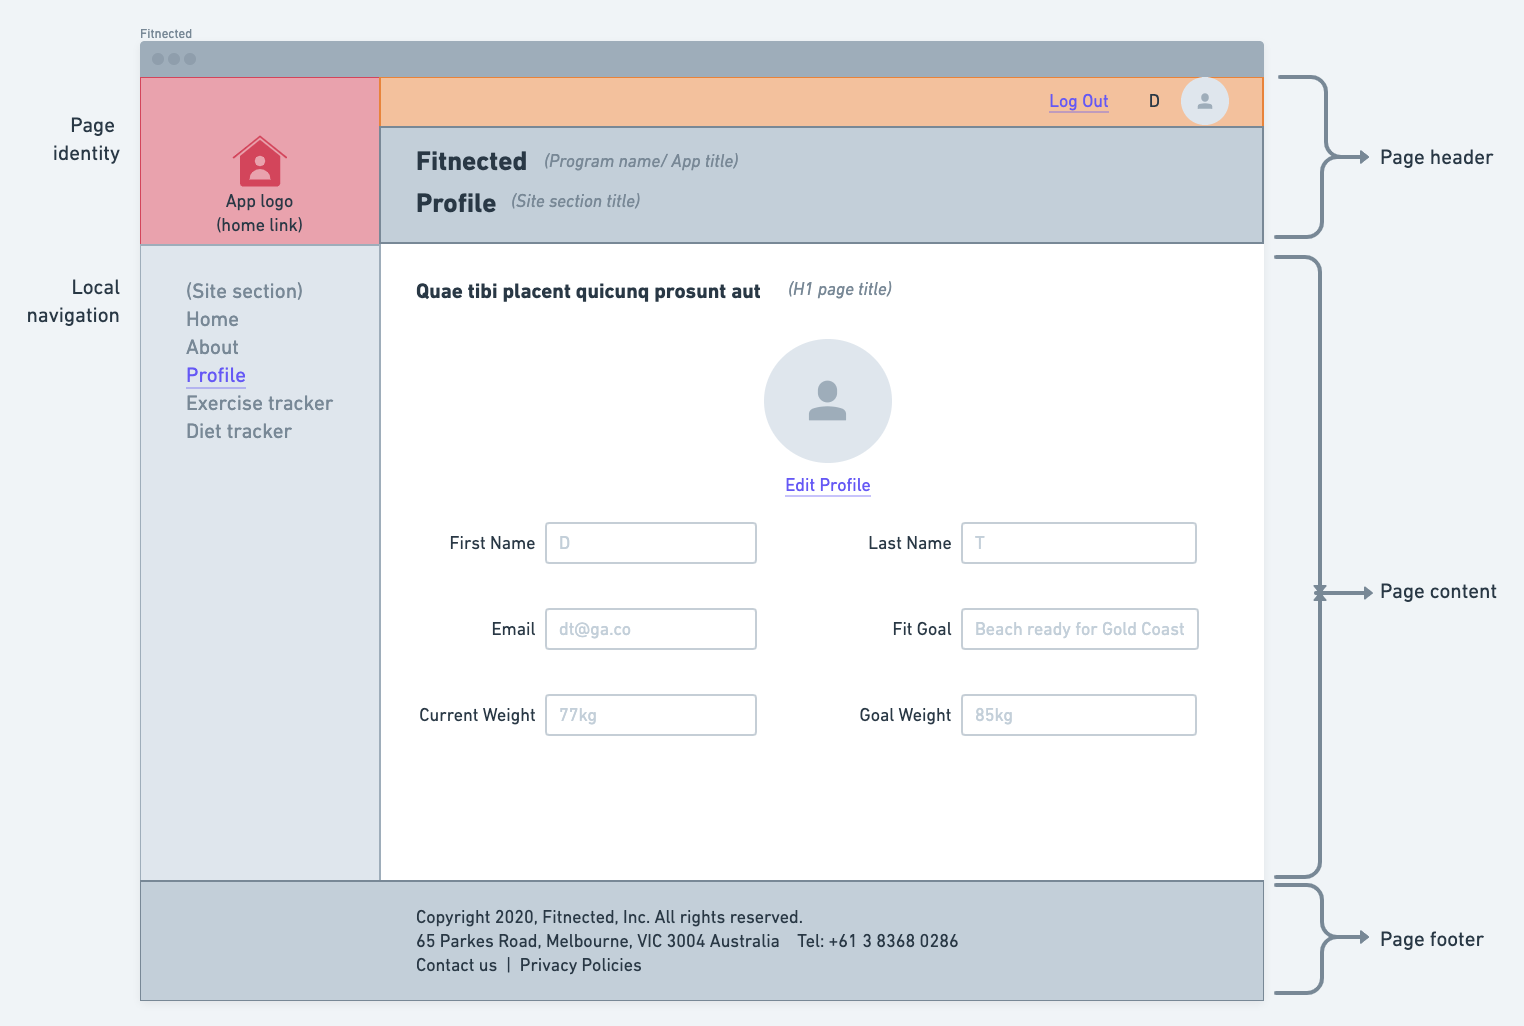 Fitnected
Page
identity
Log Out
D
App logo
(home link)
Fitnected (Program name/ App title)
Profile (Site section title)
Page header
Local
navigation
(Site section)
Home
About
Profile
Exercise tracker
Diet tracker
Quae tibi placent quicunq prosunt aut (H1 page title)
Edit Profile
First Name D
Last Name T
Email dt@ga.co
Fit Goal Beach ready for Gold Coast
Current Weight 77kg
Goal Weight 85kg
Page content
Copyright 2020, Fitnected, Inc. All rights reserved.
65 Parkes Road, Melbourne, VIC 3004 Australia Tel: +61 3 8368 0286
Contact us | Privacy Policies
Page footer